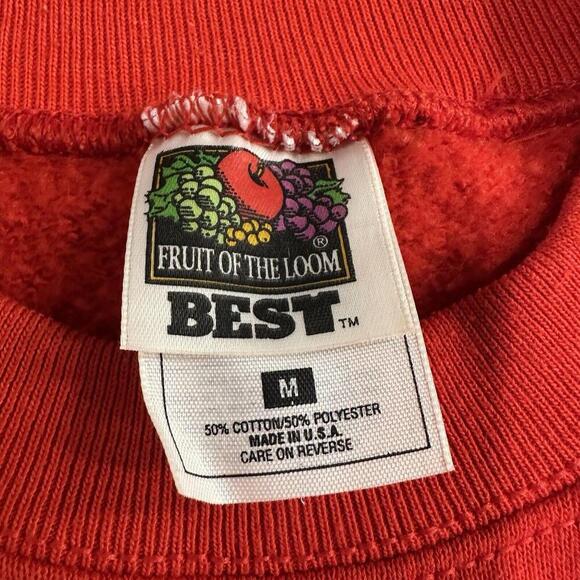 ®
FRUIT OF THE LOOM
BEST™
M
50% COTTON/50% POLYESTER
MADE IN U.S.A.
CARE ON REVERSE